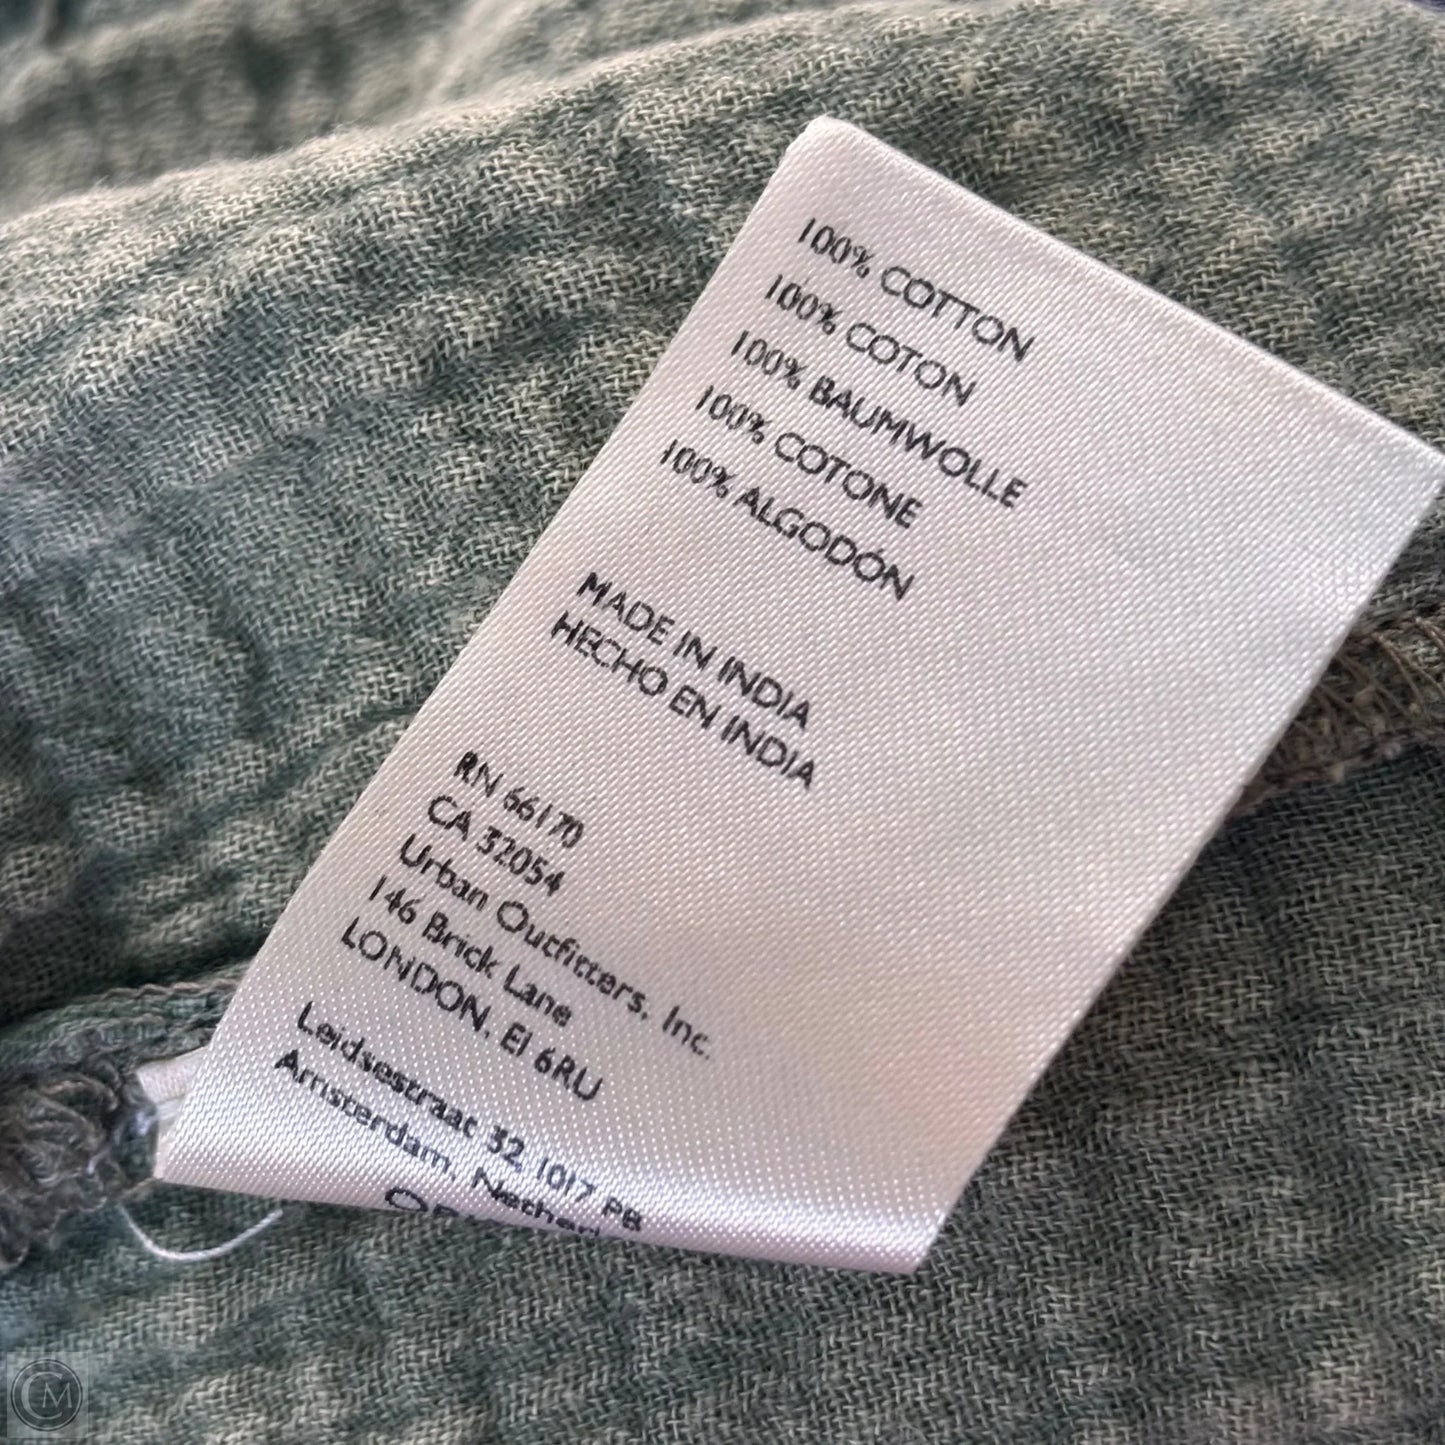 100% COTTON
100% COTON
100% BAUMWOLLE
100% COTONE
100% ALGODÓN
MADE IN INDIA
HECHO EN INDIA
RN 66170
CA 32054
Urban Outfitters, Inc.
146 Brick Lane
LONDON, E1 6RU
Leidsestraat 32, 1017 PB
Amsterdam,
CM